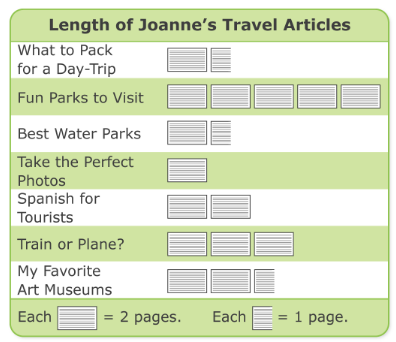 Length of Joanne's Travel Articles
What to Pack
for a Day-Trip
Fun Parks to Visit
Best Water Parks
Take the Perfect
Photos
Spanish for
Tourists
Train or Plane?
My Favorite
Art Museums
Each = 2 pages. Each = 1 page.